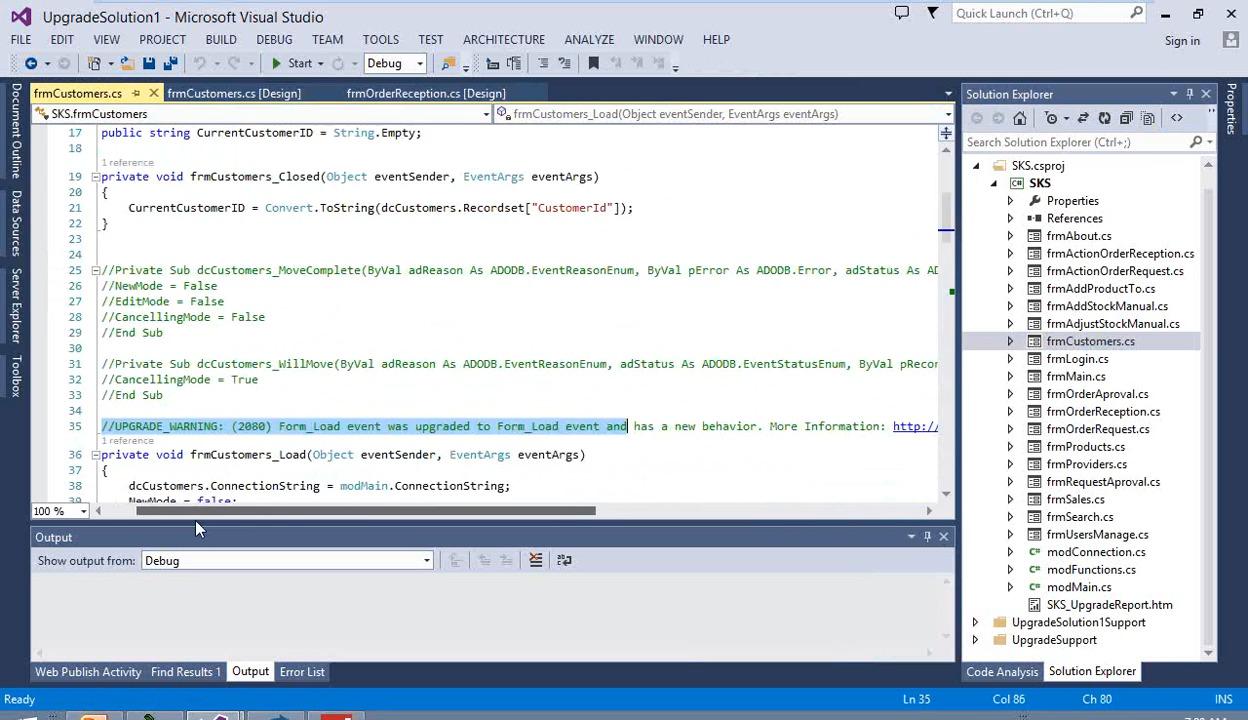 UpgradeSolution1 - Microsoft Visual Studio
Quick Launch (Ctrl+Q)
FILE EDIT VIEW PROJECT BUILD DEBUG TEAM TOOLS TEST ARCHITECTURE ANALYZE WINDOW HELP
Sign in
Start
Debug
frmCustomers.cs
frmCustomers.cs [Design]
frmOrderReception.cs [Design]
SKS.frmCustomers
frmCustomers_Load(Object eventSender, EventArgs eventArgs)
17 public string CurrentCustomerID = String.Empty;
18
1 reference
19 private void frmCustomers_Closed(Object eventSender, EventArgs eventArgs)
20 {
21 CurrentCustomerID = Convert.ToString(dcCustomers.Recordset["CustomerId"]);
22 }
23
24
25 //Private Sub dcCustomers_MoveComplete(ByVal adReason As ADODB.EventReasonEnum, ByVal pError As ADODB.Error, adStatus As AD
26 //NewMode = False
27 //EditMode = False
28 //CancellingMode = False
29 //End Sub
30
31 //Private Sub dcCustomers_WillMove(ByVal adReason As ADODB.EventReasonEnum, adStatus As ADODB.EventStatusEnum, ByVal pRecor
32 //CancellingMode = True
33 //End Sub
34
35 //UPGRADE_WARNING: (2080) Form_Load event was upgraded to Form_Load event and has a new behavior. More Information: http://
1 reference
36 private void frmCustomers_Load(Object eventSender, EventArgs eventArgs)
37 {
38 dcCustomers.ConnectionString = modMain.ConnectionString;
39 NewMode = false;
100 %
Output
Show output from: Debug
Web Publish Activity
Find Results 1
Output
Error List
Document Outline
Data Sources
Server Explorer
Toolbox
Solution Explorer
Search Solution Explorer (Ctrl+;)
SKS.csproj
SKS
Properties
References
frmAbout.cs
frmActionOrderReception.cs
frmActionOrderRequest.cs
frmAddProductTo.cs
frmAddStockManual.cs
frmAdjustStockManual.cs
frmCustomers.cs
frmLogin.cs
frmMain.cs
frmOrderAproval.cs
frmOrderReception.cs
frmOrderRequest.cs
frmProducts.cs
frmProviders.cs
frmRequestAproval.cs
frmSales.cs
frmSearch.cs
frmUsersManage.cs
modConnection.cs
modFunctions.cs
modMain.cs
SKS_UpgradeReport.htm
UpgradeSolution1Support
UpgradeSupport
Code Analysis
Solution Explorer
Properties
Ready
Ln 35
Col 86
Ch 80
INS